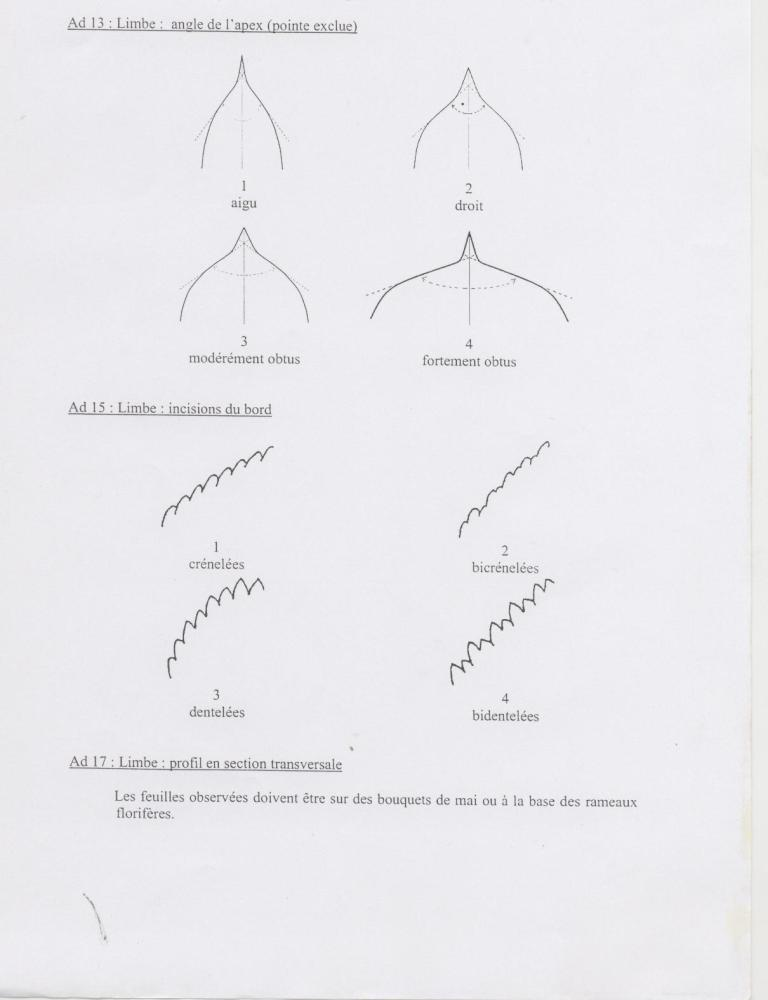 Ad 13 : Limbe : angle de l'apex (pointe exclue)
1
aigu
2
droit
3
modérément obtus
4
fortement obtus
Ad 15 : Limbe : incisions du bord
1
crénelées
2
bicrénelées
3
dentelées
4
bidentelées
Ad 17 : Limbe : profil en section transversale
Les feuilles observées doivent être sur des bouquets de mai ou à la base des rameaux
florifères.